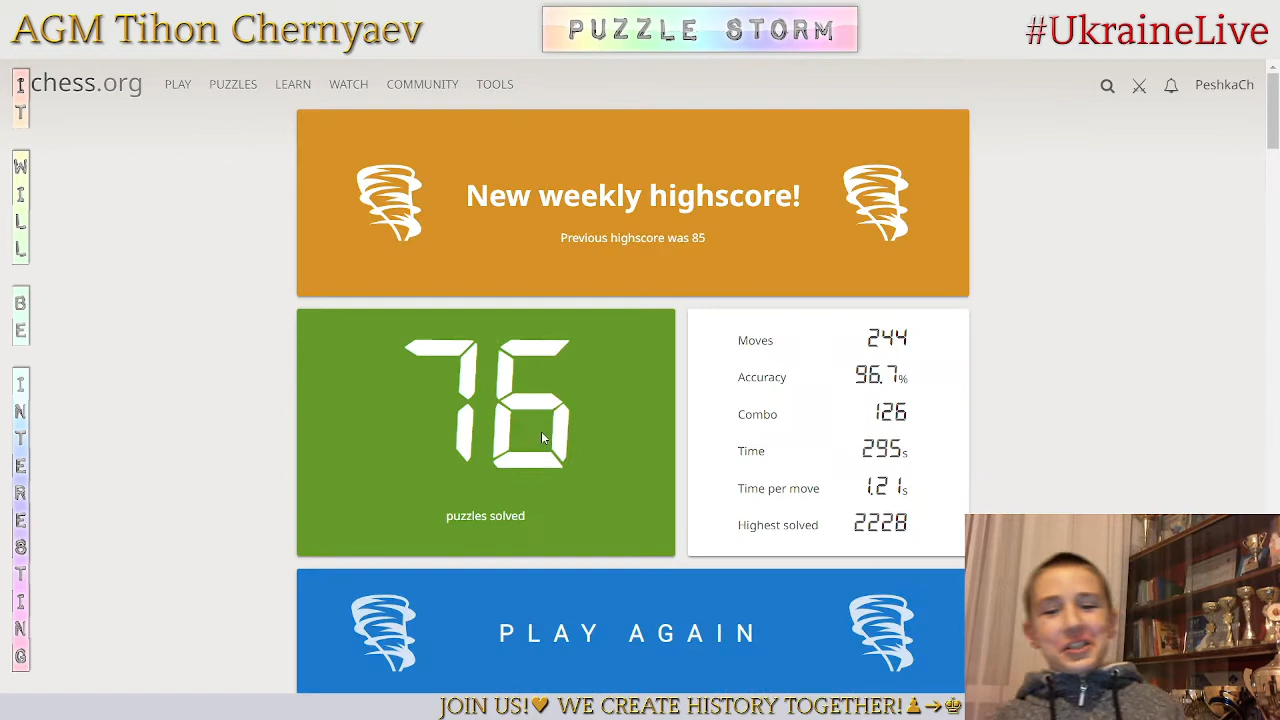 AGM Tihon Chernyaev
PUZZLE STORM
#UkraineLive
chess.org PLAY PUZZLES LEARN WATCH COMMUNITY TOOLS PeshkaCh
IT
WILL
BE
INTERESTING
New weekly highscore!
Previous highscore was 85
76
puzzles solved
Moves 244
Accuracy 96.7%
Combo 126
Time 295s
Time per move 1.21s
Highest solved 2228
PLAY AGAIN
JOIN US!♥ WE CREATE HISTORY TOGETHER!♟→♚